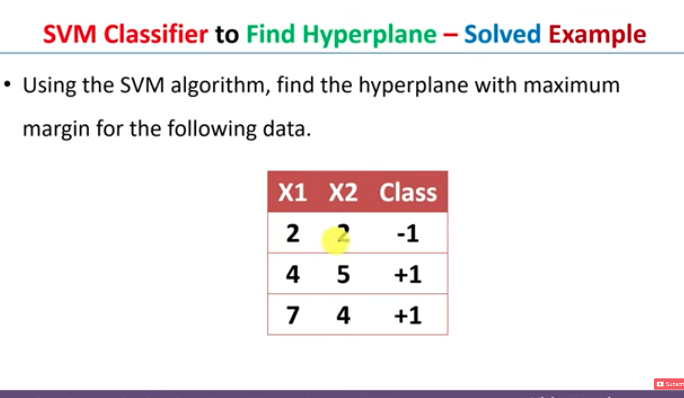 SVM Classifier to Find Hyperplane – Solved Example
• Using the SVM algorithm, find the hyperplane with maximum
margin for the following data.
X1 X2 Class
2 2 -1
4 5 +1
7 4 +1